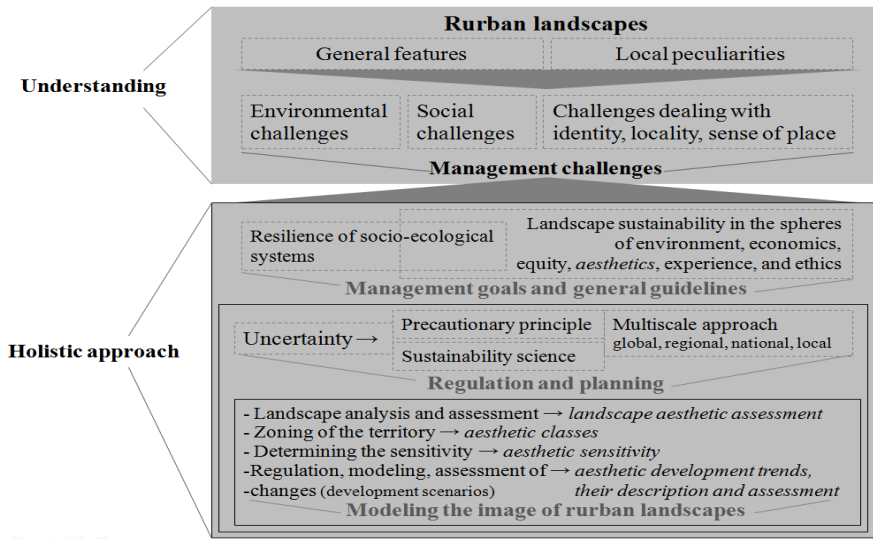 Rurban landscapes
General features
Local peculiarities
Understanding
Environmental
challenges
Social
challenges
Challenges dealing with
identity, locality, sense of place
Management challenges
Resilience of socio-ecological
systems
Landscape sustainability in the spheres
of environment, economics,
equity, aesthetics, experience, and ethics
Management goals and general guidelines
Holistic approach
Uncertainty →
Precautionary principle
Sustainability science
Multiscale approach
global, regional, national, local
Regulation and planning
- Landscape analysis and assessment → landscape aesthetic assessment
- Zoning of the territory → aesthetic classes
- Determining the sensitivity → aesthetic sensitivity
-Regulation, modeling, assessment of → aesthetic development trends,
-changes (development scenarios) their description and assessment
Modeling the image of rurban landscapes